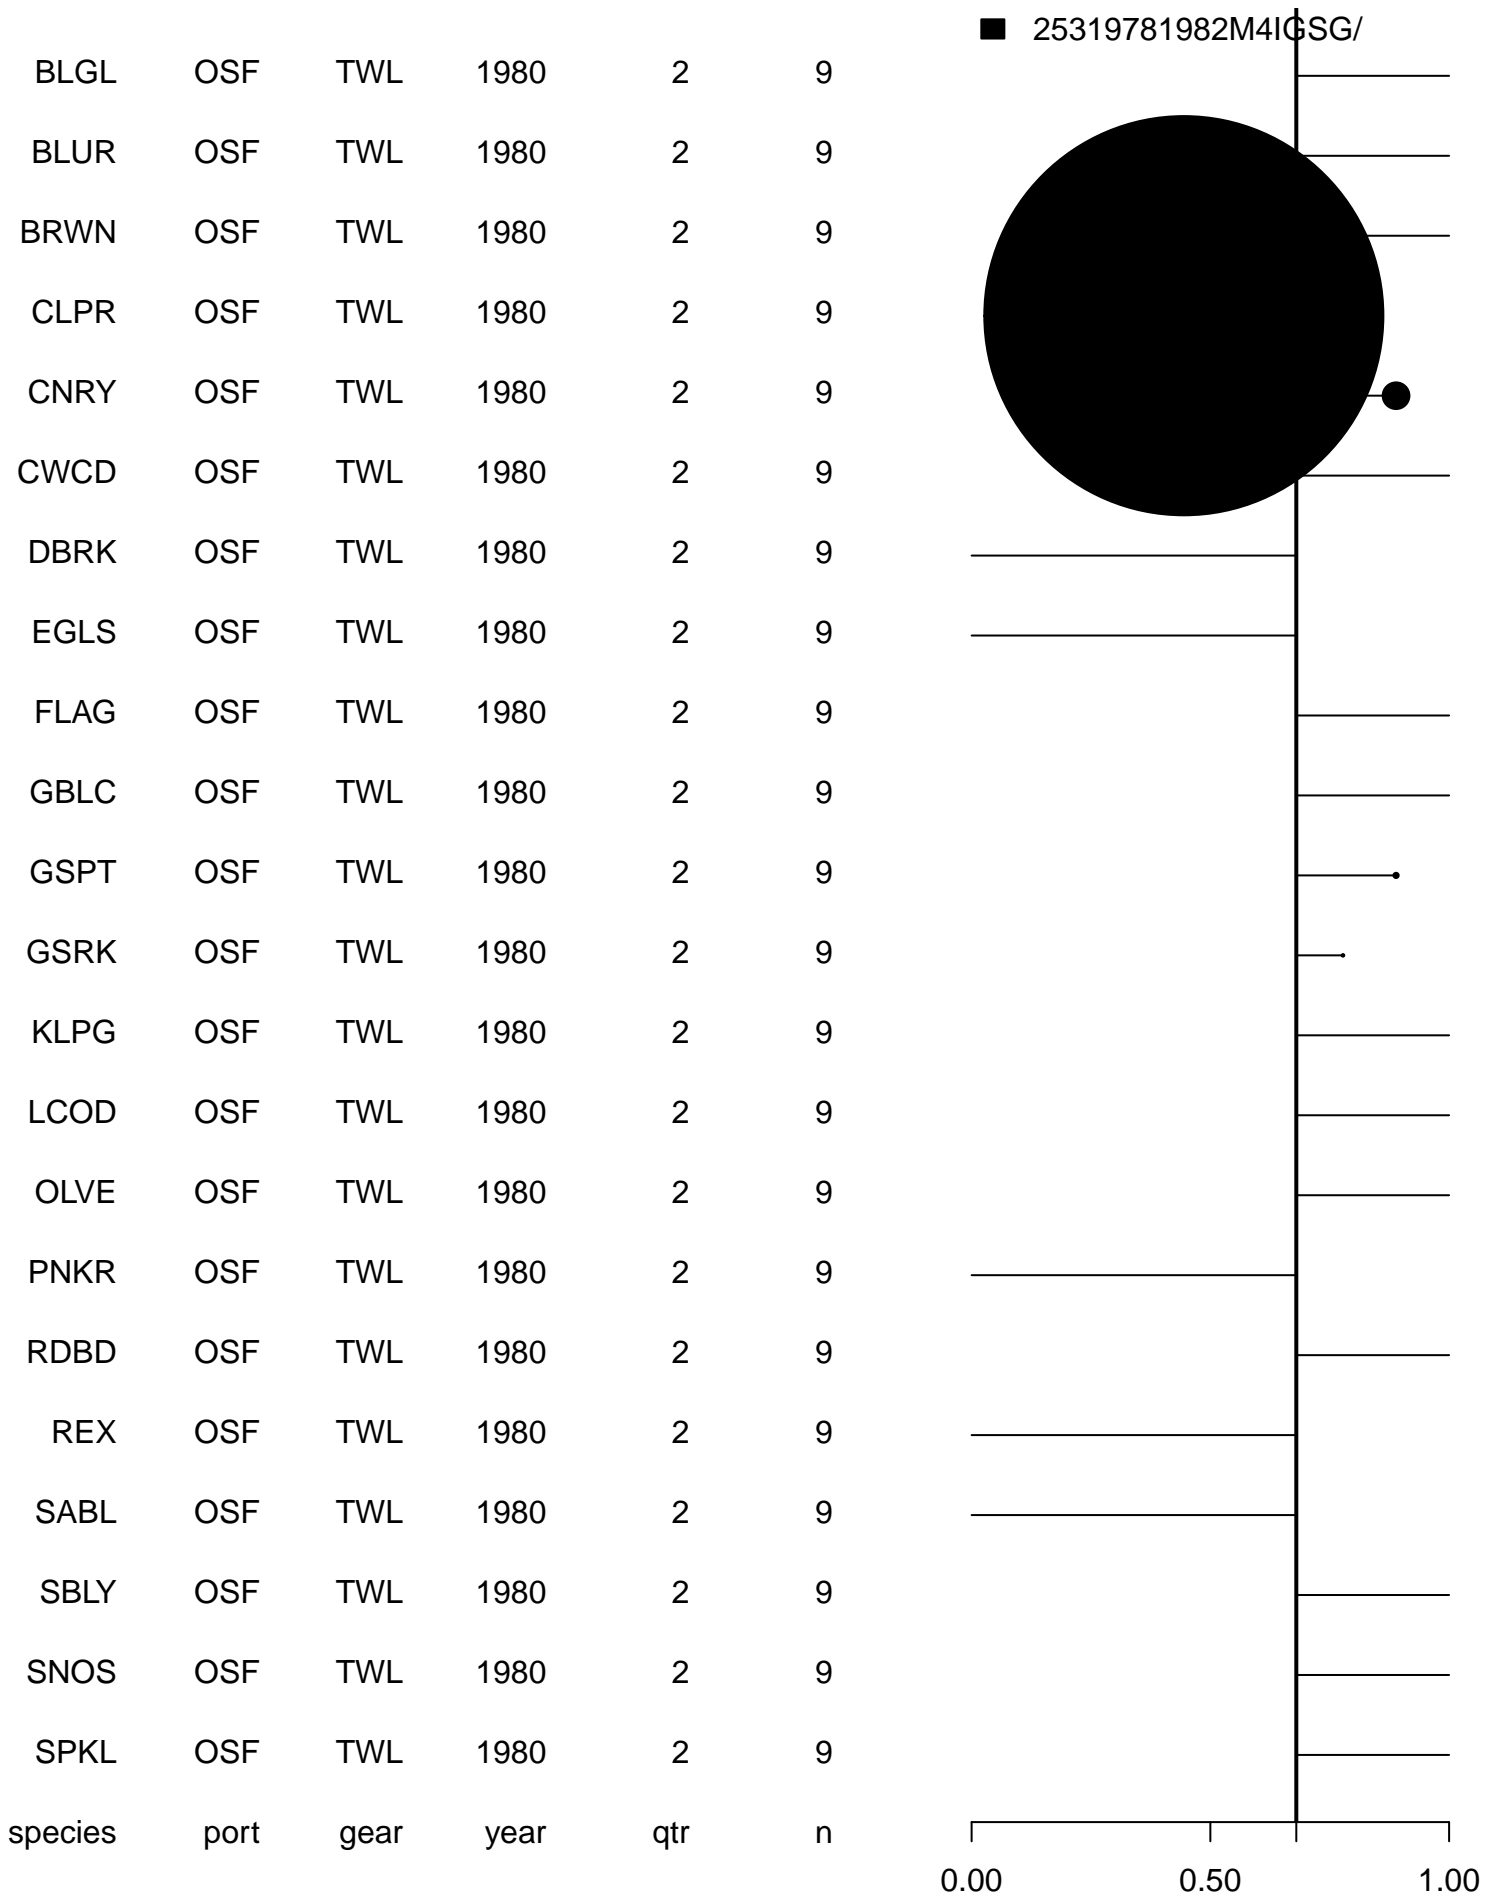 25319781982M4IGSG/
BLGL OSF TWL 1980 2 9
BLUR OSF TWL 1980 2 9
BRWN OSF TWL 1980 2 9
CLPR OSF TWL 1980 2 9
CNRY OSF TWL 1980 2 9
CWCD OSF TWL 1980 2 9
DBRK OSF TWL 1980 2 9
EGLS OSF TWL 1980 2 9
FLAG OSF TWL 1980 2 9
GBLC OSF TWL 1980 2 9
GSPT OSF TWL 1980 2 9
GSRK OSF TWL 1980 2 9
KLPG OSF TWL 1980 2 9
LCOD OSF TWL 1980 2 9
OLVE OSF TWL 1980 2 9
PNKR OSF TWL 1980 2 9
RDBD OSF TWL 1980 2 9
REX OSF TWL 1980 2 9
SABL OSF TWL 1980 2 9
SBLY OSF TWL 1980 2 9
SNOS OSF TWL 1980 2 9
SPKL OSF TWL 1980 2 9
species port gear year qtr n
0.00 0.50 1.00